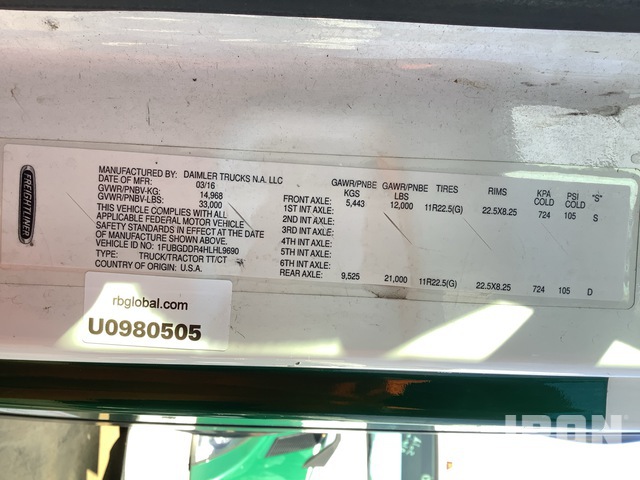 FREIGHTLINER
MANUFACTURED BY: DAIMLER TRUCKS N.A. LLC
DATE OF MFR: 03/16
GVWR/PNBV-KG: 14,968
GVWR/PNBV-LBS: 33,000
THIS VEHICLE COMPLIES WITH ALL
APPLICABLE FEDERAL MOTOR VEHICLE
SAFETY STANDARDS IN EFFECT ON THE
DATE OF MANUFACTURE SHOWN ABOVE.
VEHICLE ID NO.: 1FUBGDDR4HLHL9690
TYPE: TRUCK/TRACTOR TT/CT
COUNTRY OF ORIGIN: U.S.A.
GAWR/PNBE KGS GAWR/PNBE LBS TIRES RIMS KPA COLD PSI COLD "S"
FRONT AXLE: 5,443 12,000 11R22.5(G) 22.5X8.25 724 105 S
1ST INT AXLE:
2ND INT AXLE:
3RD INT AXLE:
4TH INT AXLE:
5TH INT AXLE:
6TH INT AXLE:
REAR AXLE: 9,525 21,000 11R22.5(G) 22.5X8.25 724 105 D
rbglobal.com
U0980505
IRON